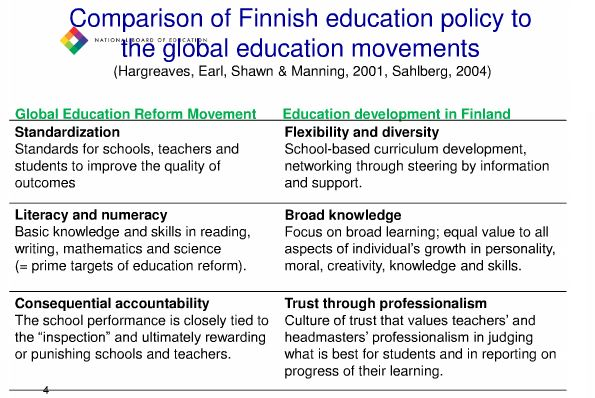 Comparison of Finnish education policy to
NATIONAL BOARD OF EDUCATION
the global education movements
(Hargreaves, Earl, Shawn & Manning, 2001, Sahlberg, 2004)
Global Education Reform Movement
Education development in Finland
Standardization
Standards for schools, teachers and
students to improve the quality of
outcomes
Flexibility and diversity
School-based curriculum development,
networking through steering by information
and support.
Literacy and numeracy
Basic knowledge and skills in reading,
writing, mathematics and science
(= prime targets of education reform).
Broad knowledge
Focus on broad learning; equal value to all
aspects of individual’s growth in personality,
moral, creativity, knowledge and skills.
Consequential accountability
The school performance is closely tied to
the “inspection” and ultimately rewarding
or punishing schools and teachers.
Trust through professionalism
Culture of trust that values teachers’ and
headmasters’ professionalism in judging
what is best for students and in reporting on
progress of their learning.
4